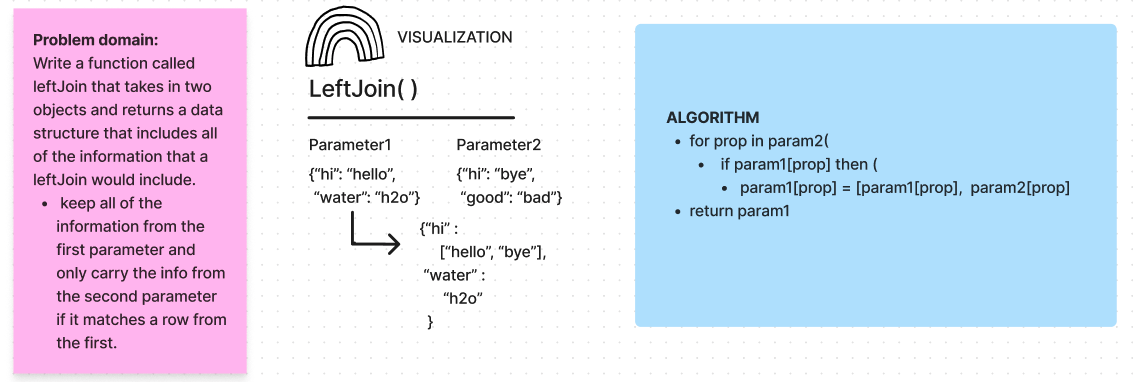 Problem domain:
Write a function called
leftJoin that takes in two
objects and returns a data
structure that includes all
of the information that a
leftJoin would include.
• keep all of the
information from the
first parameter and
only carry the info from
the second parameter
if it matches a row from
the first.
VISUALIZATION
LeftJoin( )
Parameter1
{“hi”: “hello”,
“water”: “h2o”}
Parameter2
{“hi”: “bye”,
“good”: “bad”}
{“hi” :
[“hello”, “bye”],
“water” :
“h2o”
}
ALGORITHM
• for prop in param2(
• if param1[prop] then (
• param1[prop] = [param1[prop], param2[prop]
• return param1